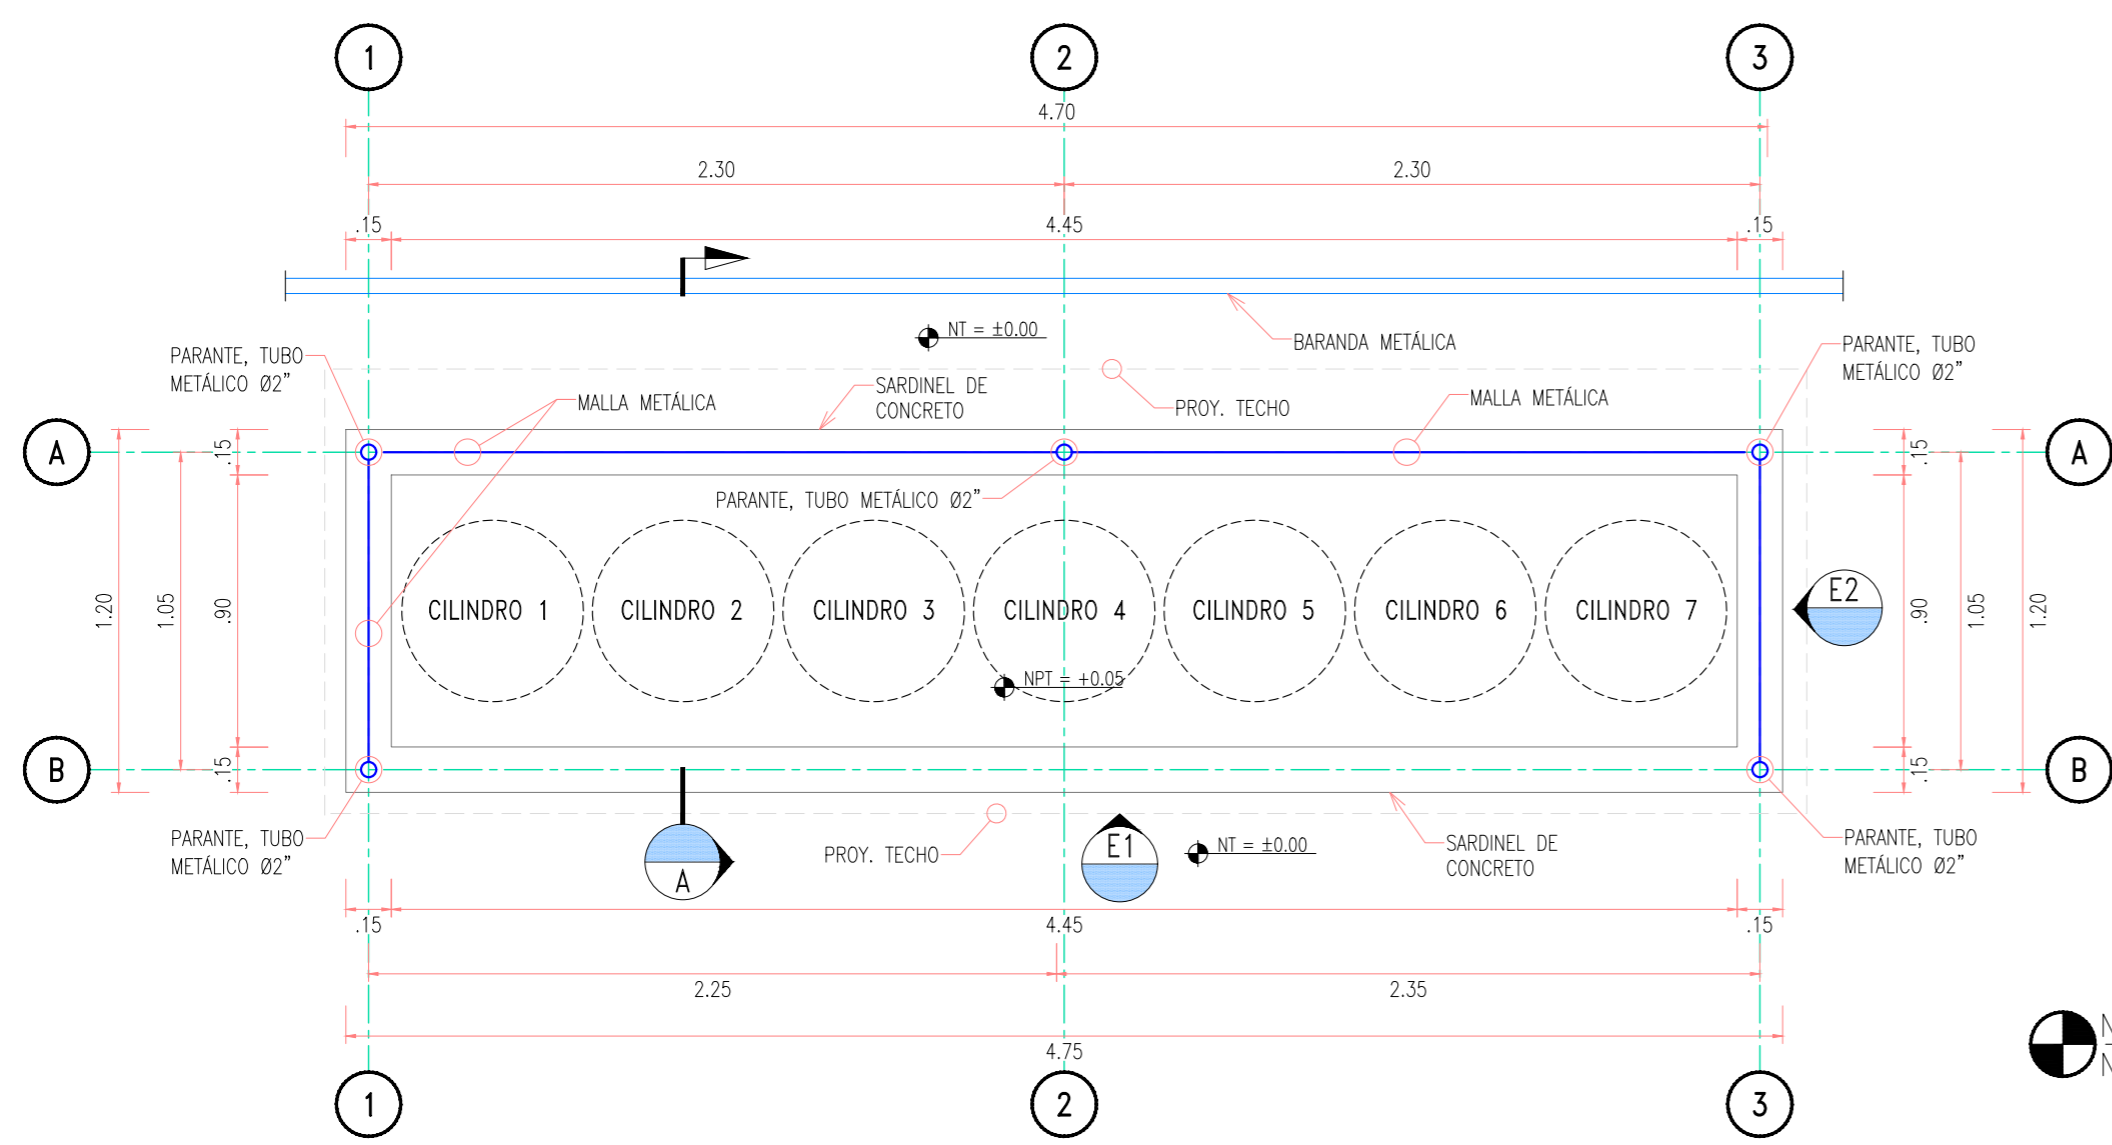 1
2
3
4.70
2.30
2.30
.15
4.45
.15
NT = ±0.00
BARANDA METÁLICA
PARANTE, TUBO
METÁLICO Ø2”
PARANTE, TUBO
METÁLICO Ø2”
MALLA METÁLICA
SARDINEL DE
CONCRETO
PROY. TECHO
MALLA METÁLICA
A
A
.15
.15
PARANTE, TUBO METÁLICO Ø2”
1.20
1.05
.90
CILINDRO 1
CILINDRO 2
CILINDRO 3
CILINDRO 4
CILINDRO 5
CILINDRO 6
CILINDRO 7
E2
.90
1.05
1.20
NPT = +0.05
B
B
.15
.15
PARANTE, TUBO
METÁLICO Ø2”
PROY. TECHO
A
E1
NT = ±0.00
SARDINEL DE
CONCRETO
PARANTE, TUBO
METÁLICO Ø2”
.15
4.45
.15
2.25
2.35
4.75
N
N
1
2
3